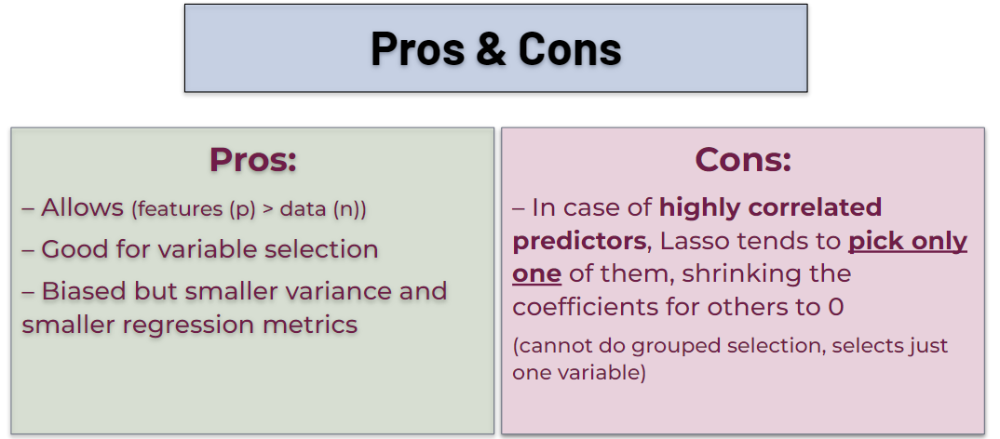 Pros & Cons
Pros:
– Allows (features (p) > data (n))
– Good for variable selection
– Biased but smaller variance and
smaller regression metrics
Cons:
– In case of highly correlated
predictors, Lasso tends to pick only
one of them, shrinking the
coefficients for others to 0
(cannot do grouped selection, selects just
one variable)